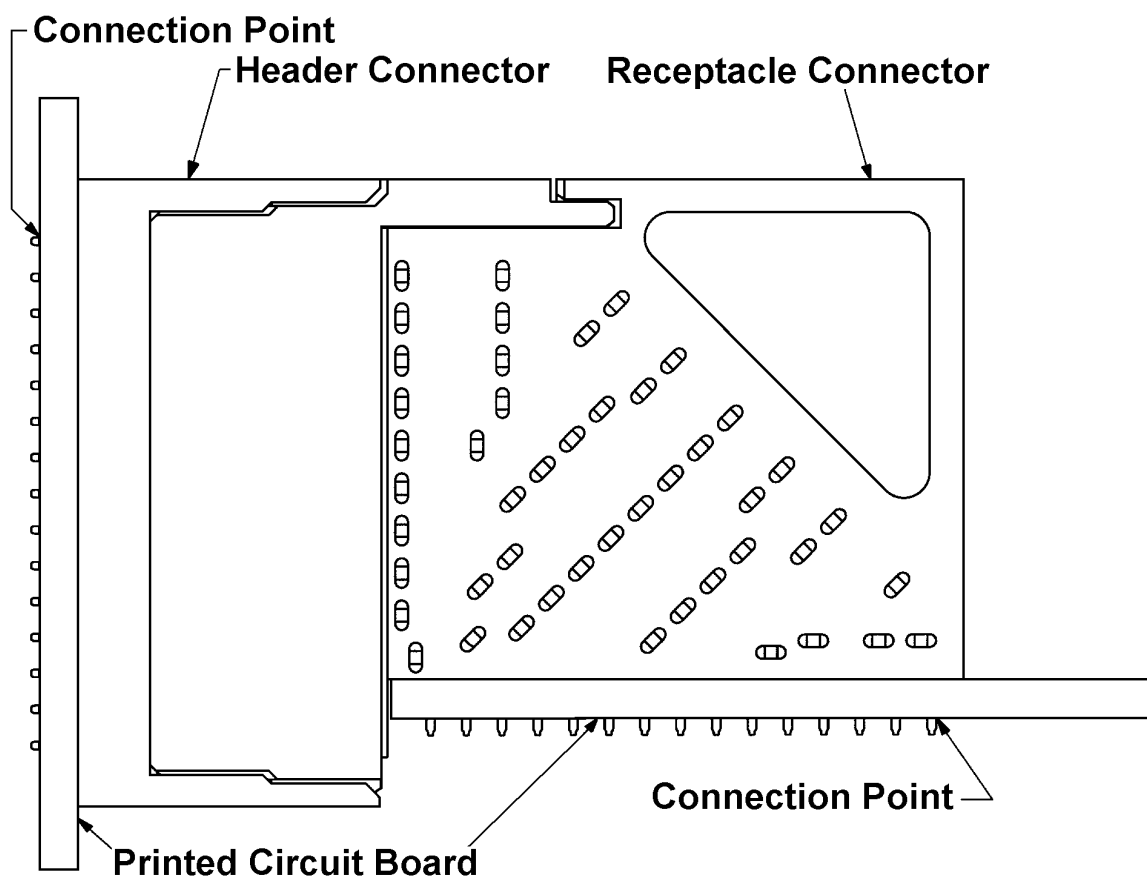 Connection Point
Header Connector
Receptacle Connector
Connection Point
Printed Circuit Board